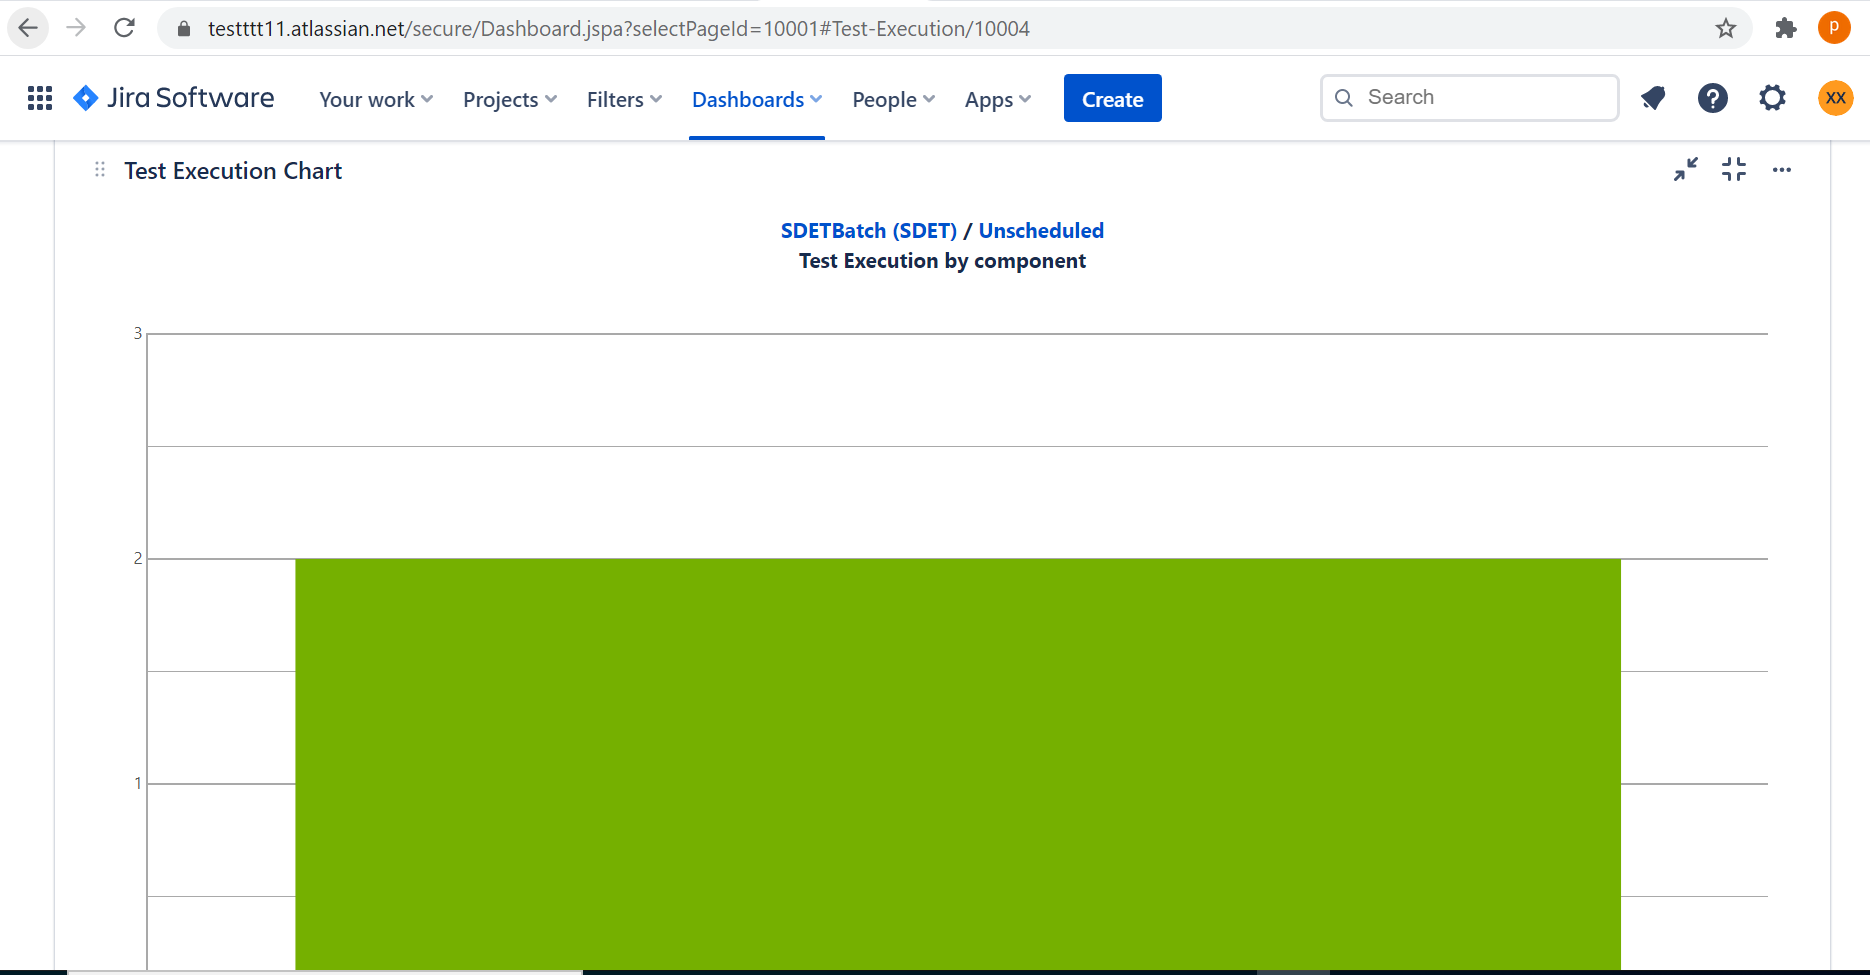 testttt11.atlassian.net/secure/Dashboard.jspa?selectPageId=10001#Test-Execution/10004
p
Jira Software Your work Projects Filters Dashboards People Apps Create Search ? XX
Test Execution Chart
SDETBatch (SDET) / Unscheduled
Test Execution by component
3
2
1